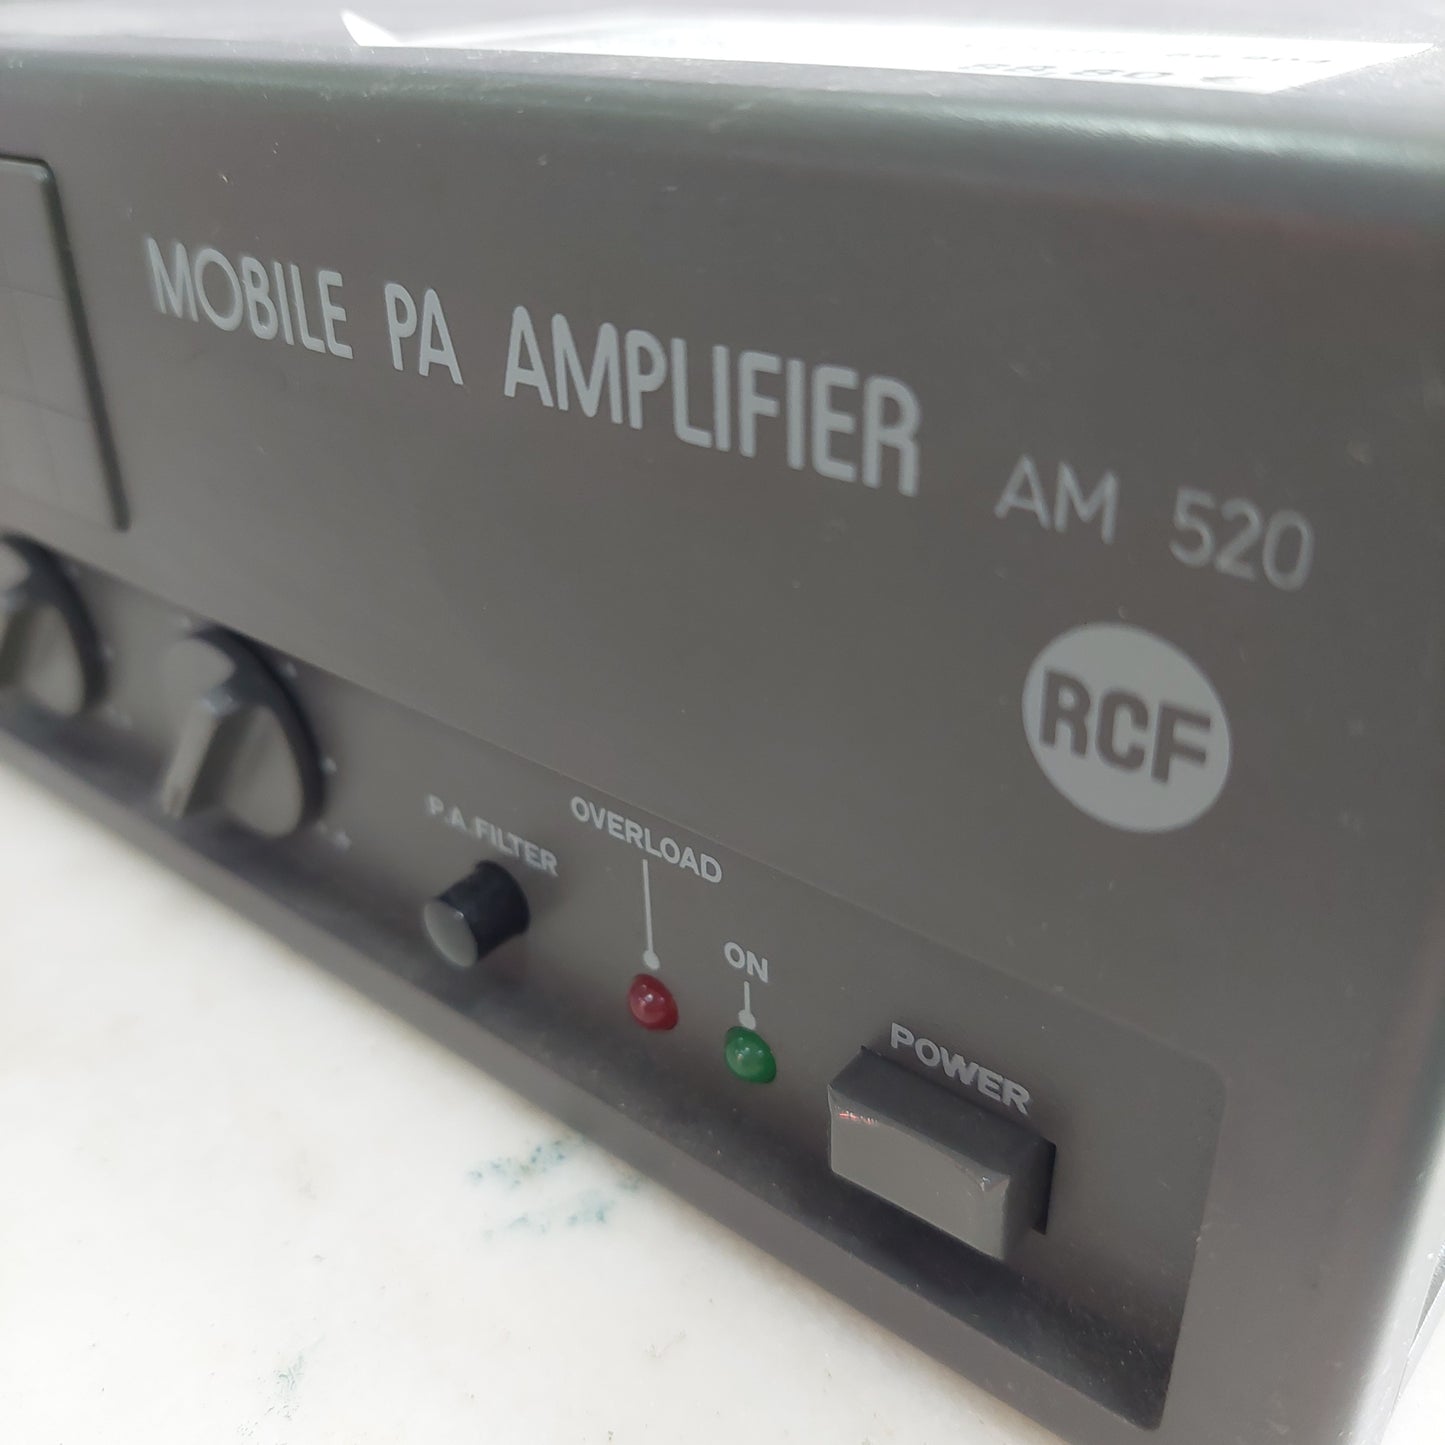 MOBILE PA AMPLIFIER AM 520
RCF
P.A.FILTER
OVERLOAD
ON
POWER